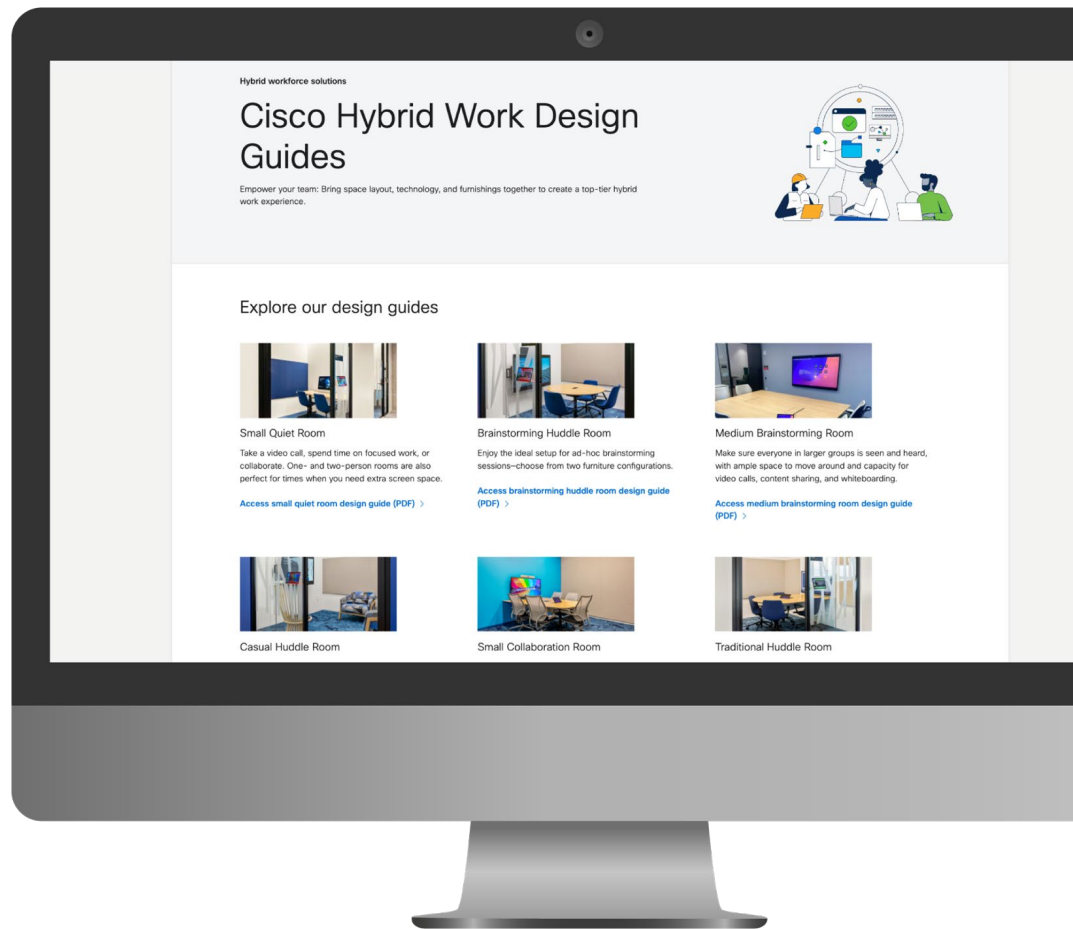 Hybrid workforce solutions
Cisco Hybrid Work Design
Guides
Empower your team: Bring space layout, technology, and furnishings together to create a top-tier hybrid
work experience.
Explore our design guides
Small Quiet Room
Take a video call, spend time on focused work, or
collaborate. One- and two-person rooms are also
perfect for times when you need extra screen space.
Access small quiet room design guide (PDF) >
Brainstorming Huddle Room
Enjoy the ideal setup for ad-hoc brainstorming
sessions—choose from two furniture configurations.
Access brainstorming huddle room design guide
(PDF) >
Medium Brainstorming Room
Make sure everyone in larger groups is seen and heard,
with ample space to move around and capacity for
video calls, content sharing, and whiteboarding.
Access medium brainstorming room design guide
(PDF) >
Casual Huddle Room
Small Collaboration Room
Traditional Huddle Room